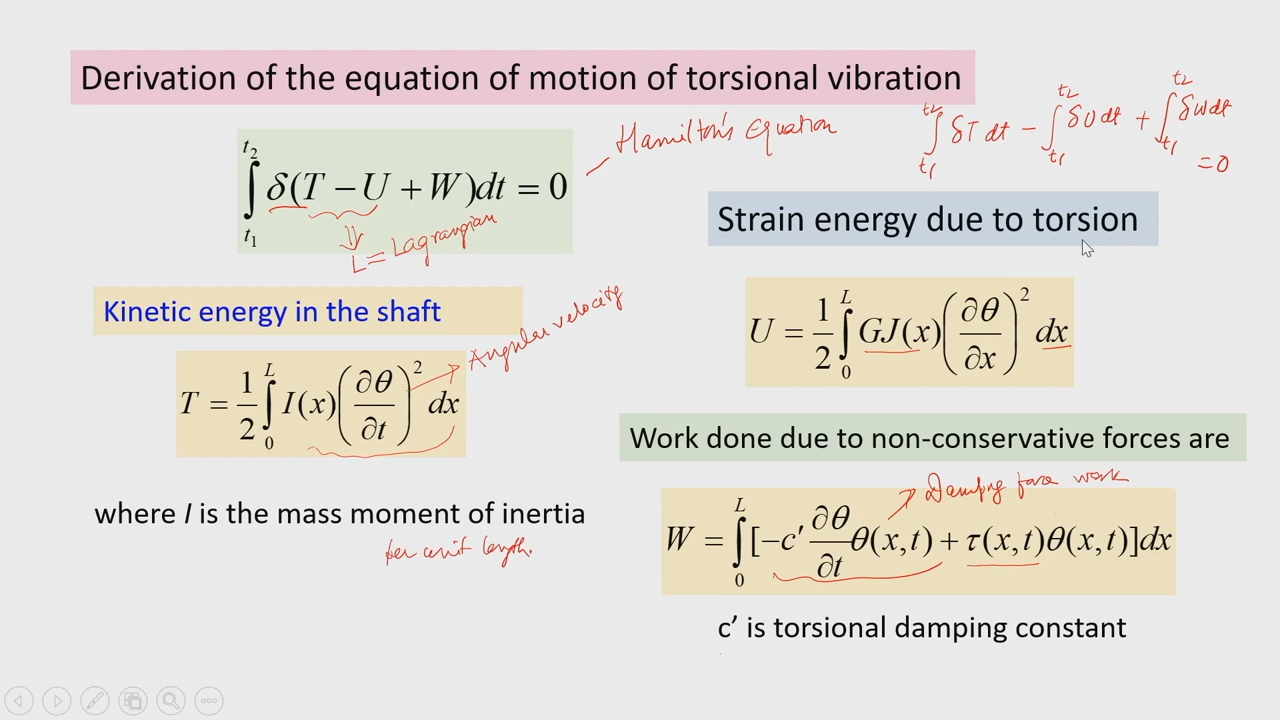 Derivation of the equation of motion of torsional vibration
Hamilton's Equation
∫_{t₁}^{t₂} δT dt − ∫_{t₁}^{t₂} δU dt + ∫_{t₁}^{t₂} δW dt
= 0
∫_{t₁}^{t₂} δ(T − U + W)dt = 0
⇓
L = Lagrangian
Kinetic energy in the shaft
Angular velocity
T = 1/2 ∫_{0}^{L} I(x)(∂θ/∂t)² dx
where I is the mass moment of inertia
per unit length.
Strain energy due to torsion
U = 1/2 ∫_{0}^{L} GJ(x)(∂θ/∂x)² dx
Work done due to non-conservative forces are
Damping force work
W = ∫_{0}^{L} [−c′ ∂θ/∂t θ(x,t) + τ(x,t)θ(x,t)]dx
c’ is torsional damping constant